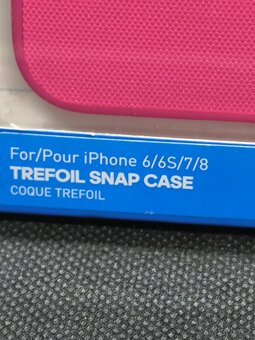 For/Pour iPhone 6/6S/7/8
TREFOIL SNAP CASE
COQUE TREFOIL